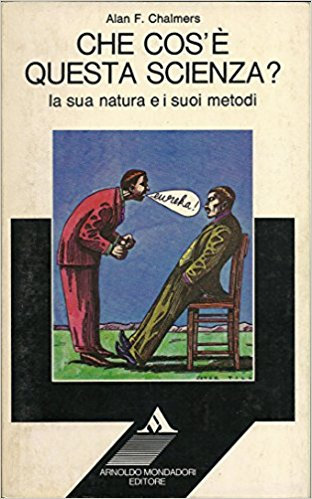 Alan F. Chalmers
CHE COS'È
QUESTA SCIENZA?
la sua natura e i suoi metodi
eureka!
ARNOLDO MONDADORI
EDITORE